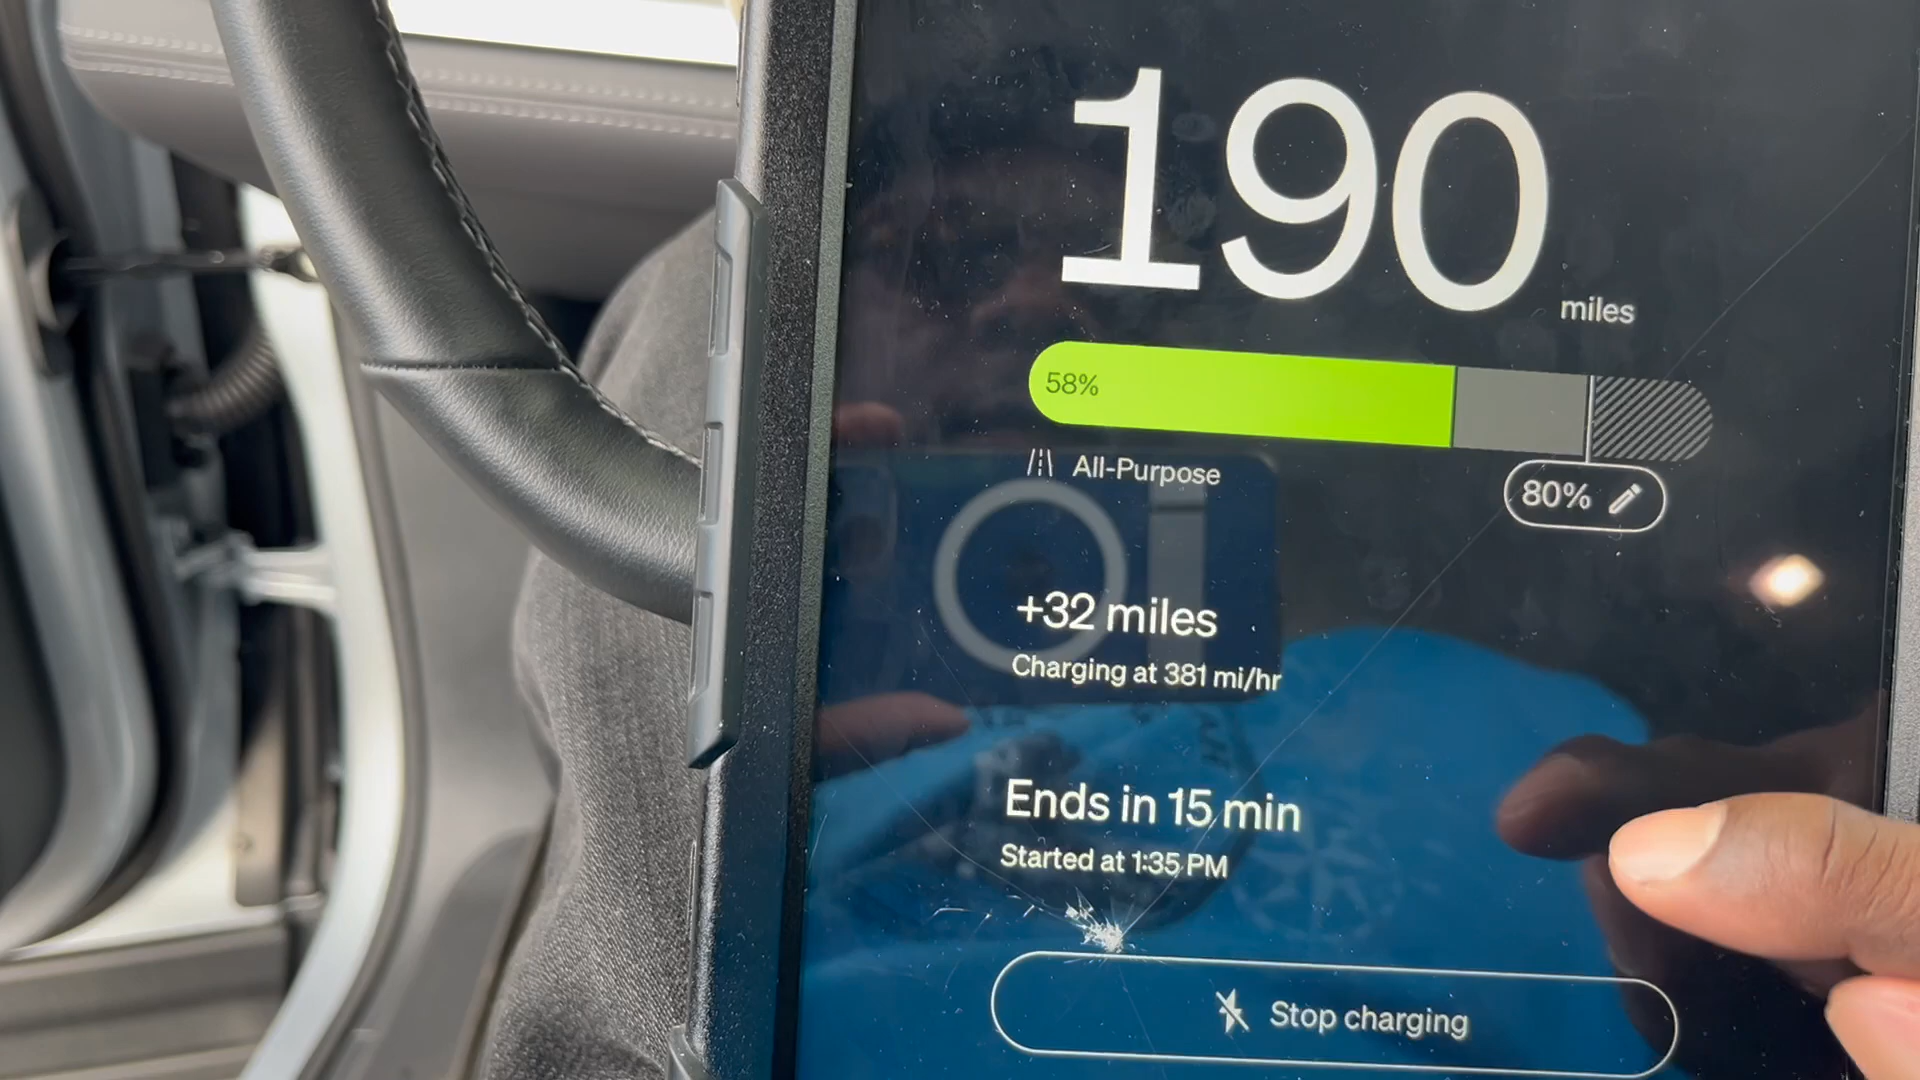 190
miles
58%
All-Purpose
80%
+32 miles
Charging at 381 mi/hr
Ends in 15 min
Started at 1:35 PM
Stop charging